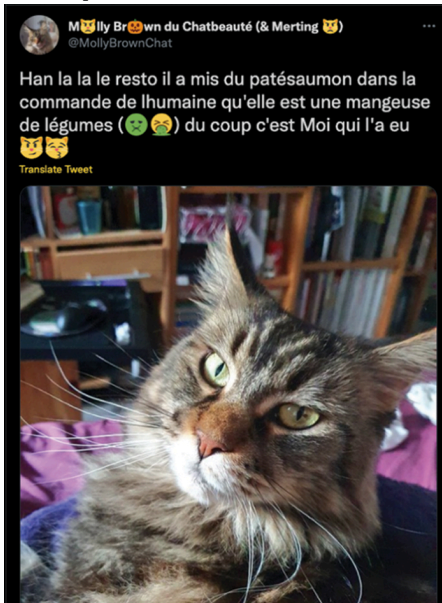 M😾lly Br🎃wn du Chatbeauté (& Merting 😾)
@MollyBrownChat
Han la la le resto il a mis du patésaumon dans la
commande de lhumaine qu'elle est une mangeuse
de légumes (🤢🤮) du coup c'est Moi qui l'a eu
😼😽
Translate Tweet